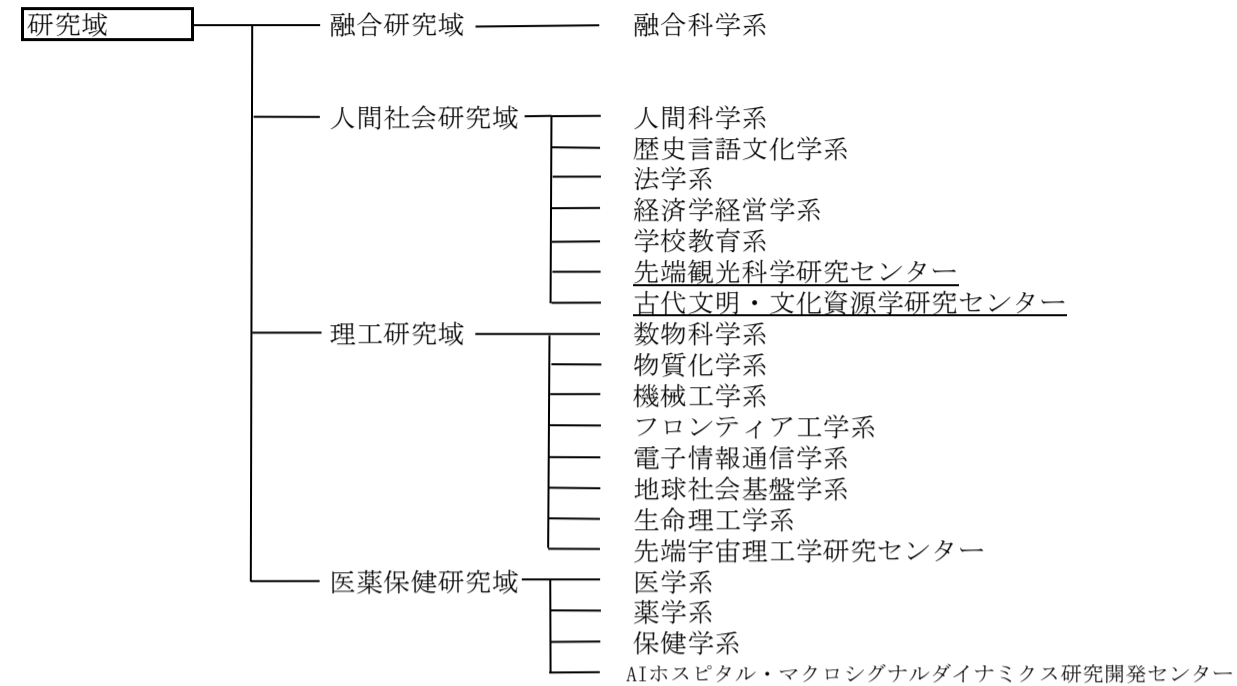 研究域 融合研究域 融合科学系
人間社会研究域 人間科学系
歴史言語文化学系
法学系
経済学経営学系
学校教育系
先端観光科学研究センター
古代文明・文化資源学研究センター
理工研究域 数物科学系
物質化学系
機械工学系
フロンティア工学系
電子情報通信学系
地球社会基盤学系
生命理工学系
先端宇宙理工学研究センター
医薬保健研究域 医学系
薬学系
保健学系
AIホスピタル・マクロシグナルダイナミクス研究開発センター